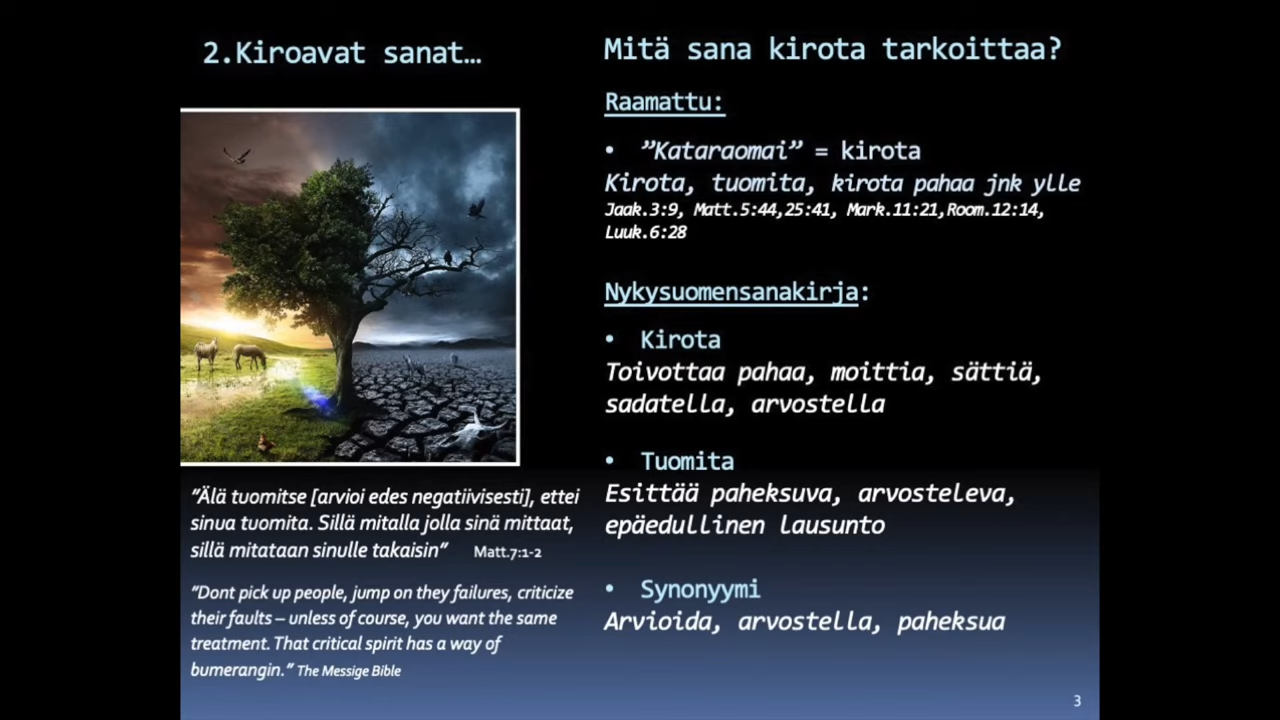 2.Kiroavat sanat…
"Älä tuomitse [arvioi edes negatiivisesti], ettei
sinua tuomita. Sillä mitalla jolla sinä mittaat,
sillä mitataan sinulle takaisin" Matt.7:1-2
"Dont pick up people, jump on they failures, criticize
their faults – unless of course, you want the same
treatment. That critical spirit has a way of
bumerangin." The Messige Bible
Mitä sana kirota tarkoittaa?
Raamattu:
• "Kataraomai" = kirota
Kirota, tuomita, kirota pahaa jnk ylle
Jaak.3:9, Matt.5:44,25:41, Mark.11:21,Room.12:14,
Luuk.6:28
Nykysuomensanakirja:
• Kirota
Toivottaa pahaa, moittia, sättiä,
sadatella, arvostella
• Tuomita
Esittää paheksuva, arvosteleva,
epäedullinen lausunto
• Synonyymi
Arvioida, arvostella, paheksua
3